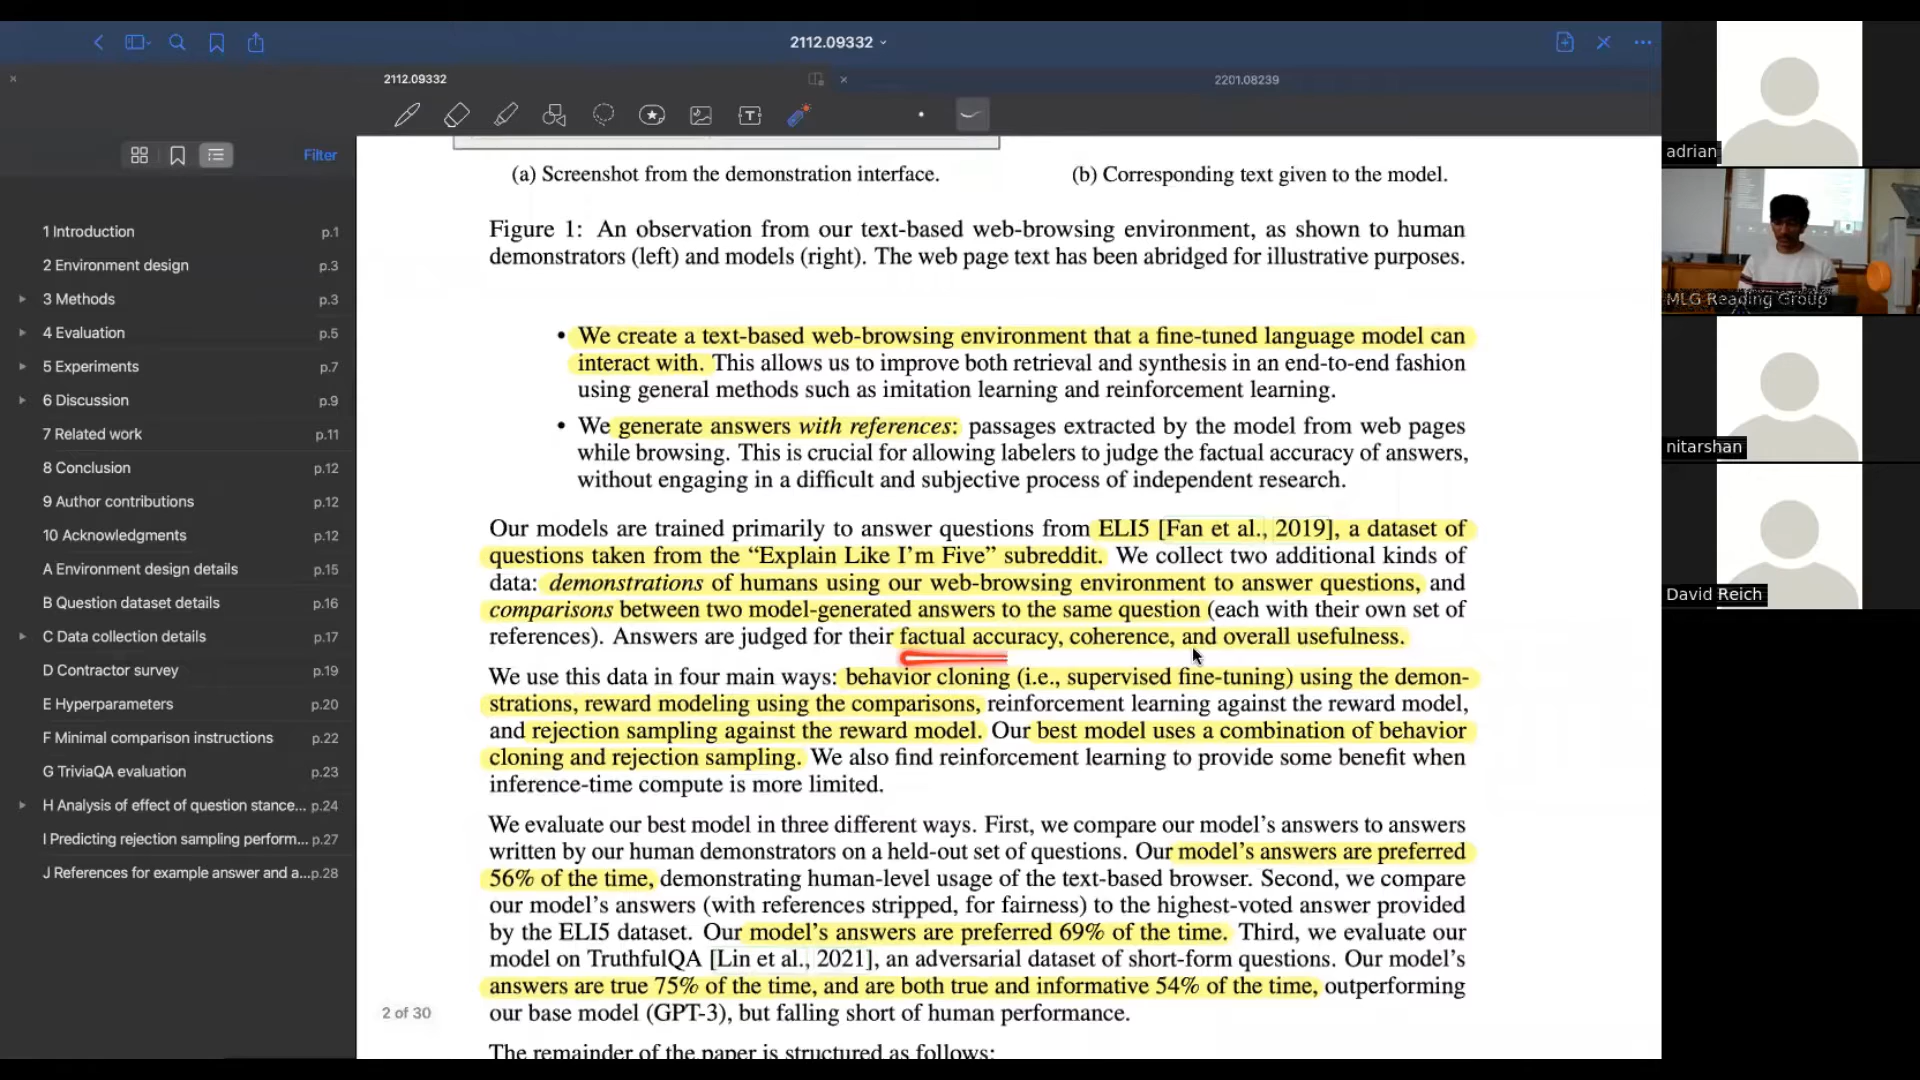 2112.09332
2112.09332
2201.08239
Filter
1 Introduction p.1
2 Environment design p.3
3 Methods p.3
4 Evaluation p.5
5 Experiments p.7
6 Discussion p.9
7 Related work p.11
8 Conclusion p.12
9 Author contributions p.12
10 Acknowledgments p.12
A Environment design details p.15
B Question dataset details p.16
C Data collection details p.17
D Contractor survey p.19
E Hyperparameters p.20
F Minimal comparison instructions p.22
G TriviaQA evaluation p.23
H Analysis of effect of question stance... p.24
I Predicting rejection sampling perform... p.27
J References for example answer and a... p.28
(a) Screenshot from the demonstration interface. (b) Corresponding text given to the model.
Figure 1: An observation from our text-based web-browsing environment, as shown to human
demonstrators (left) and models (right). The web page text has been abridged for illustrative purposes.
• We create a text-based web-browsing environment that a fine-tuned language model can
interact with. This allows us to improve both retrieval and synthesis in an end-to-end fashion
using general methods such as imitation learning and reinforcement learning.
• We generate answers with references: passages extracted by the model from web pages
while browsing. This is crucial for allowing labelers to judge the factual accuracy of answers,
without engaging in a difficult and subjective process of independent research.
Our models are trained primarily to answer questions from ELI5 [Fan et al., 2019], a dataset of
questions taken from the “Explain Like I’m Five” subreddit. We collect two additional kinds of
data: demonstrations of humans using our web-browsing environment to answer questions, and
comparisons between two model-generated answers to the same question (each with their own set of
references). Answers are judged for their factual accuracy, coherence, and overall usefulness.
We use this data in four main ways: behavior cloning (i.e., supervised fine-tuning) using the demon-
strations, reward modeling using the comparisons, reinforcement learning against the reward model,
and rejection sampling against the reward model. Our best model uses a combination of behavior
cloning and rejection sampling. We also find reinforcement learning to provide some benefit when
inference-time compute is more limited.
We evaluate our best model in three different ways. First, we compare our model’s answers to answers
written by our human demonstrators on a held-out set of questions. Our model’s answers are preferred
56% of the time, demonstrating human-level usage of the text-based browser. Second, we compare
our model’s answers (with references stripped, for fairness) to the highest-voted answer provided
by the ELI5 dataset. Our model’s answers are preferred 69% of the time. Third, we evaluate our
model on TruthfulQA [Lin et al., 2021], an adversarial dataset of short-form questions. Our model’s
answers are true 75% of the time, and are both true and informative 54% of the time, outperforming
our base model (GPT-3), but falling short of human performance.
The remainder of the paper is structured as follows:
2 of 30
adrian
MLG Reading Group
nitarshan
David Reich